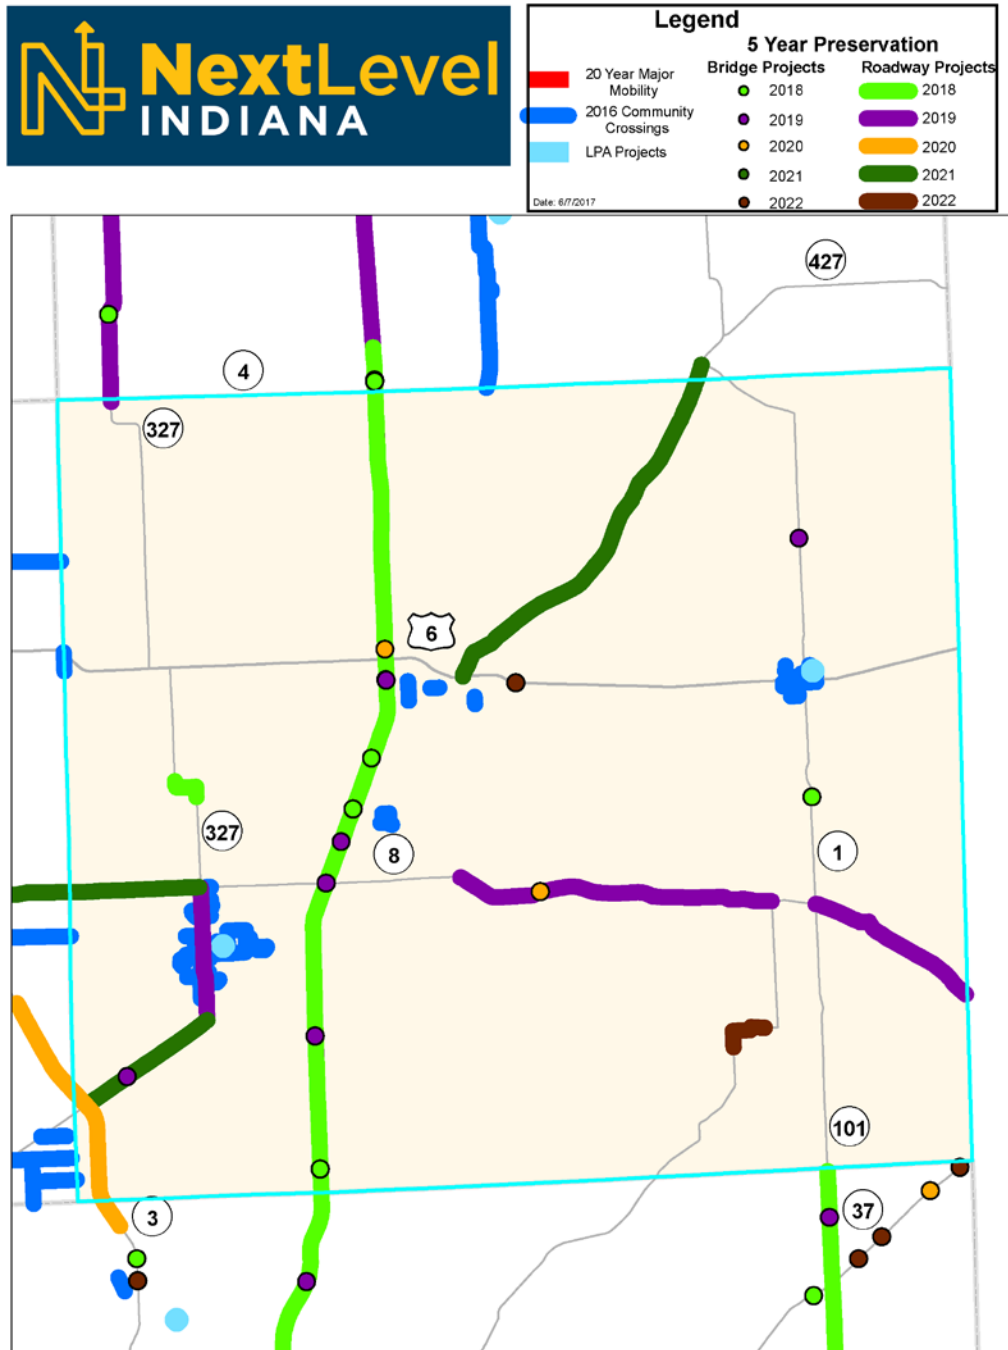 NextLevel
INDIANA
Legend
5 Year Preservation
Bridge Projects
Roadway Projects
20 Year Major
Mobility
2016 Community
Crossings
LPA Projects
2018
2019
2020
2021
2022
2018
2019
2020
2021
2022
Date: 6/7/2017
427
4
327
6
327
8
1
101
3
37